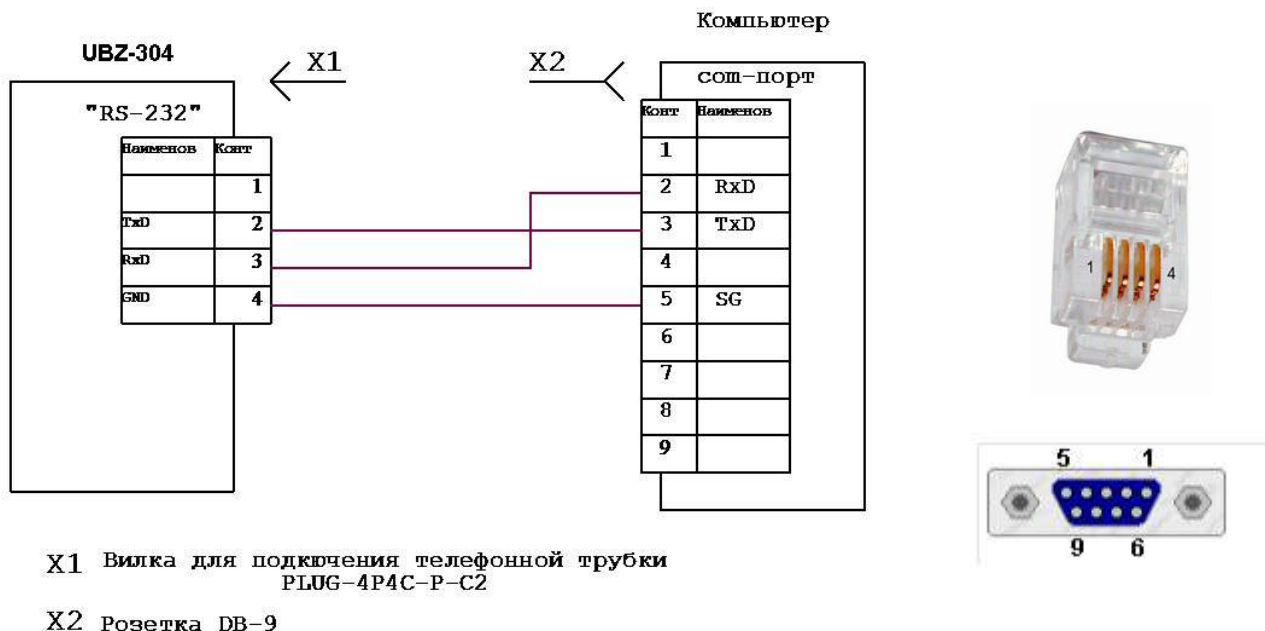 Компьютер
UBZ-304
X1
X2
com-порт
"RS-232"
Наименов Конт
1
TxD 2
RxD 3
GND 4
Конт Наименов
1
2 RxD
3 TxD
4
5 SG
6
7
8
9
1 4
5 1
9 6
X1 Вилка для подключения телефонной трубки
PLUG-4P4C-P-C2
X2 Розетка DB-9